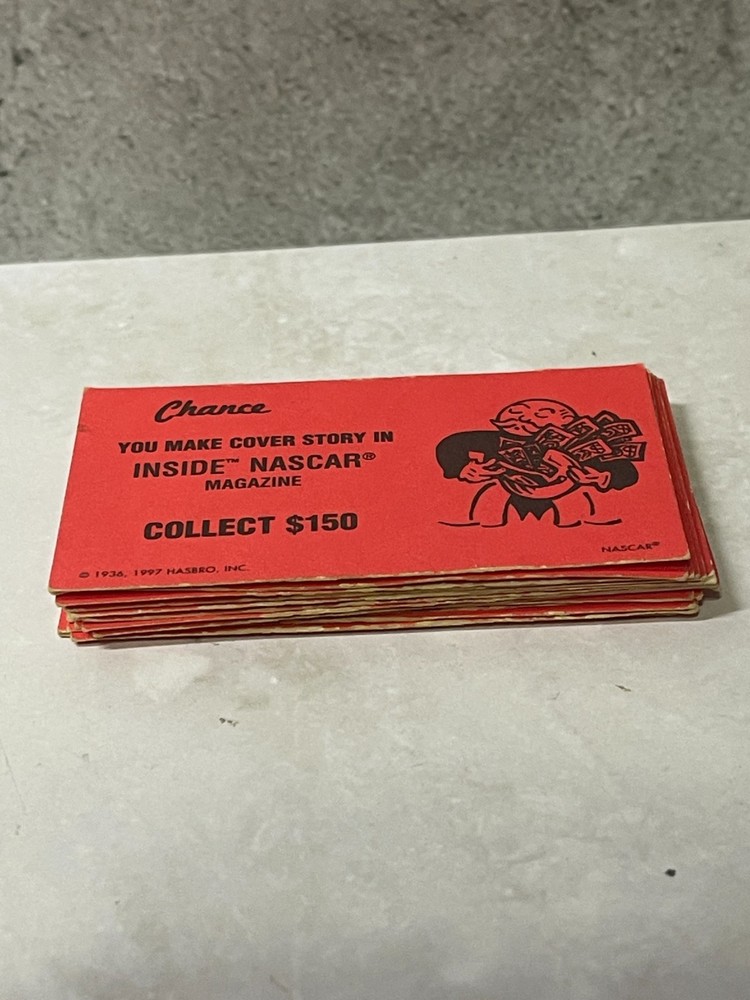 Chance
YOU MAKE COVER STORY IN
INSIDE™ NASCAR®
MAGAZINE
COLLECT $150
NASCAR®
© 1936, 1997 HASBRO, INC.